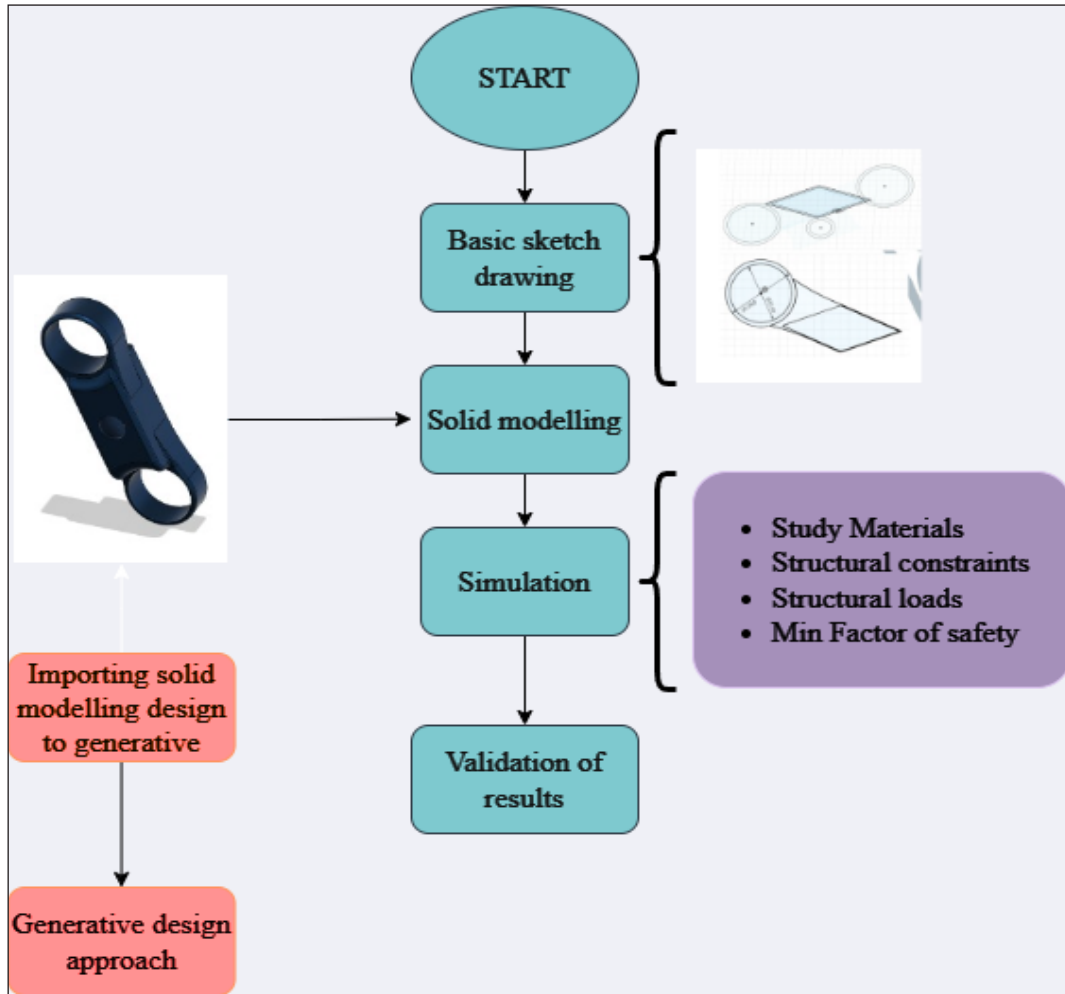 START
Basic sketch
drawing
Solid modelling
Simulation
• Study Materials
• Structural constraints
• Structural loads
• Min Factor of safety
Importing solid
modelling design
to generative
Validation of
results
Generative design
approach